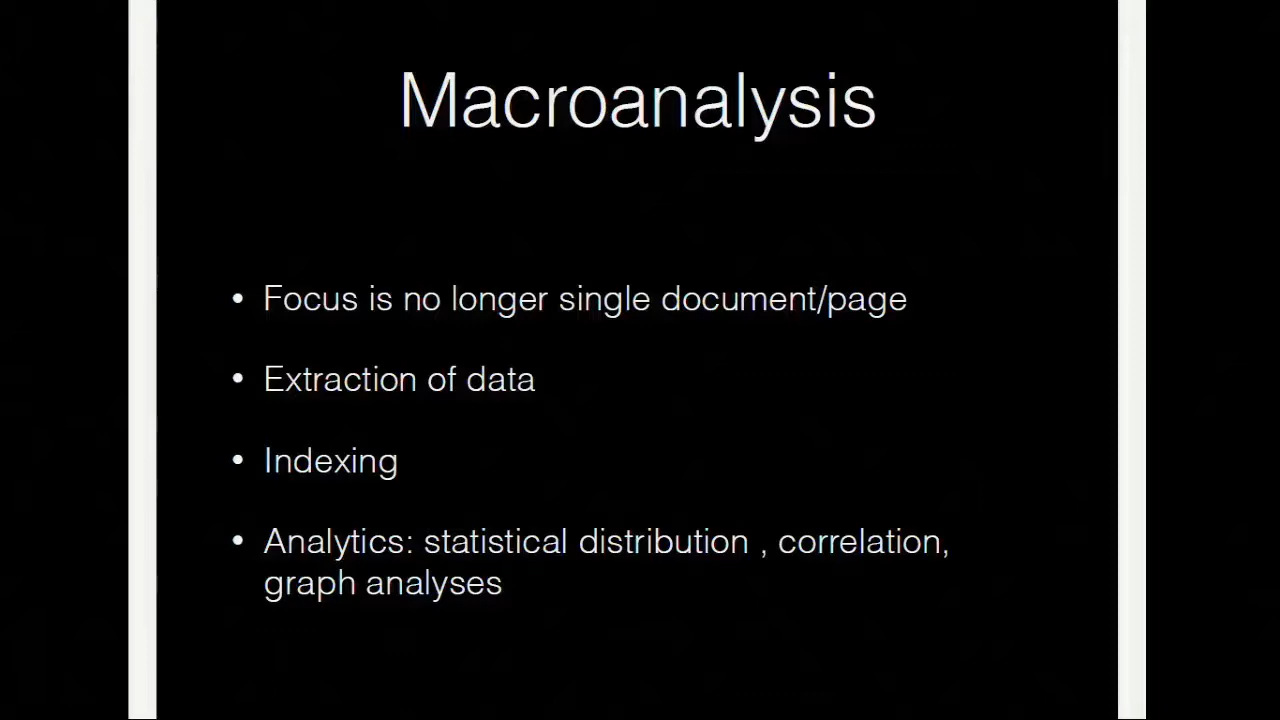 Macroanalysis
• Focus is no longer single document/page
• Extraction of data
• Indexing
• Analytics: statistical distribution , correlation,
graph analyses